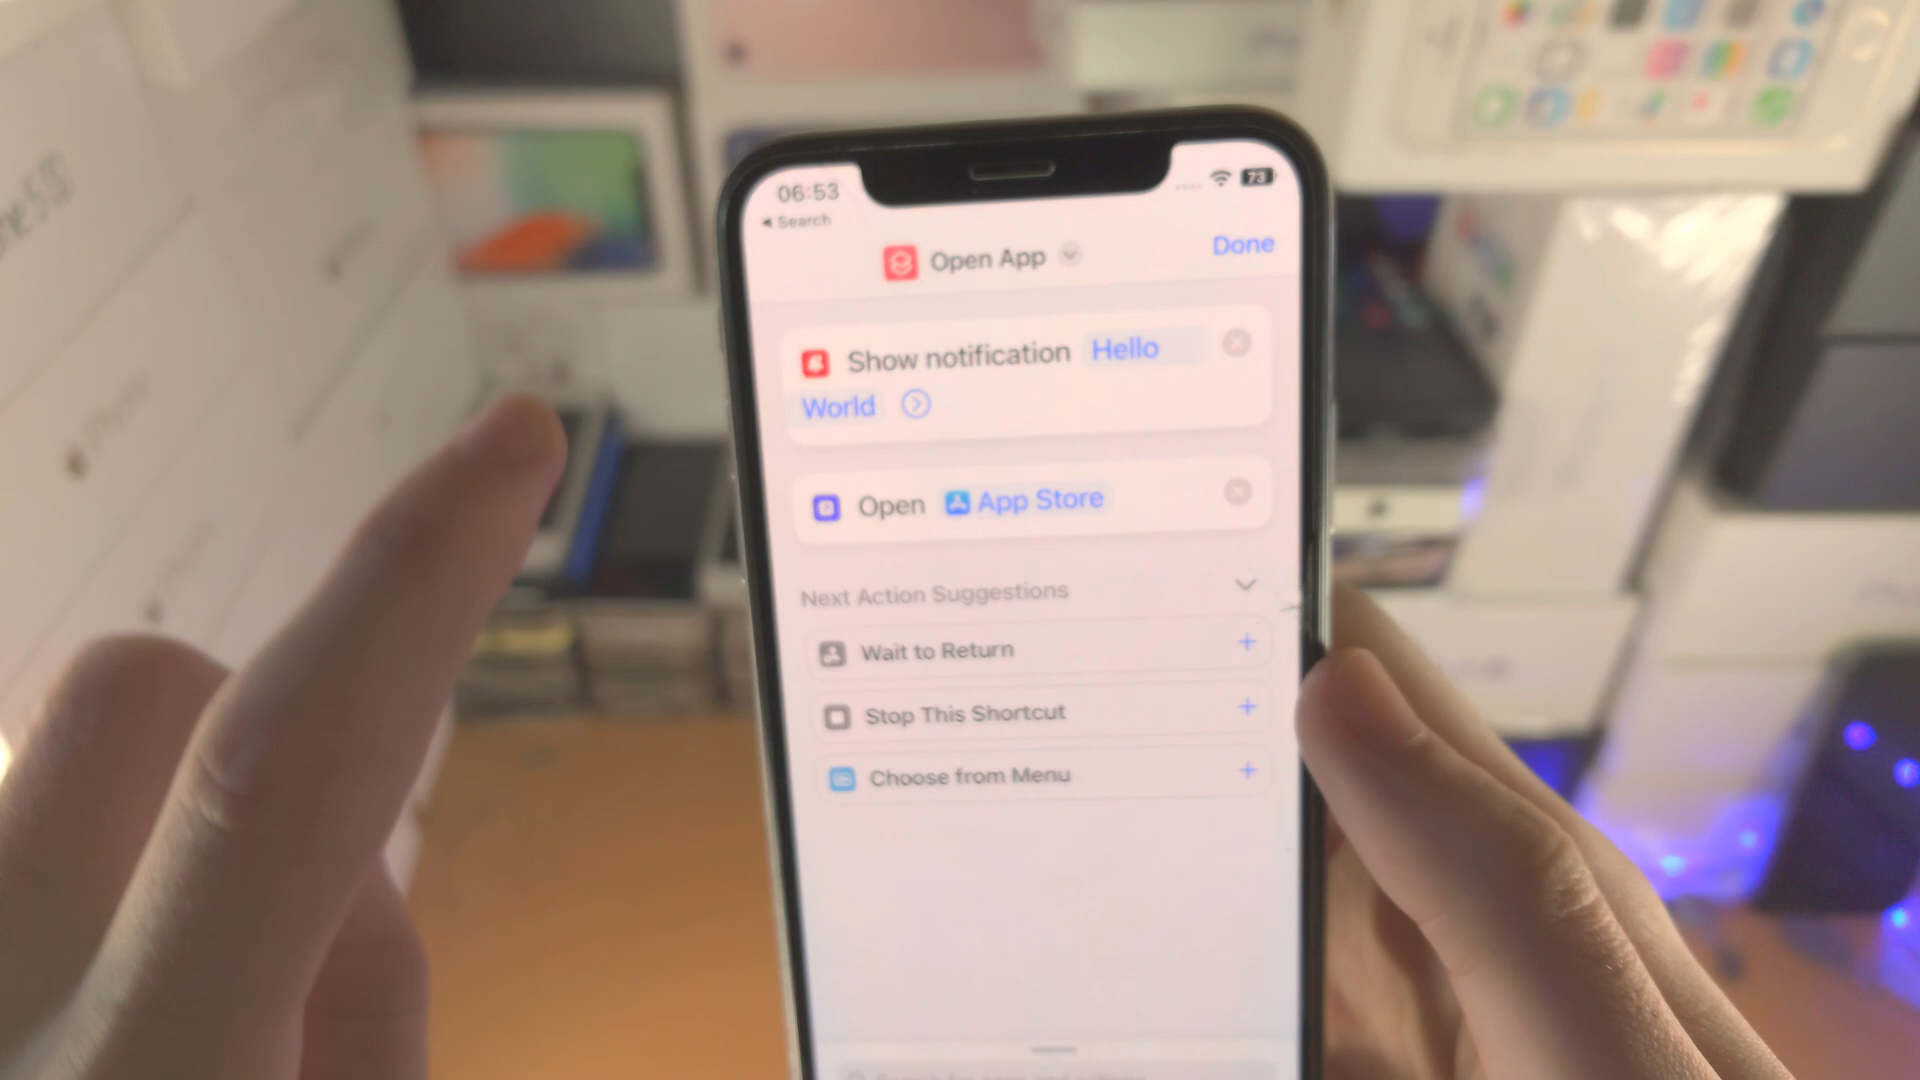 06:53
73
Search
Open App
Done
Show notification Hello
World
Open App Store
Next Action Suggestions
Wait to Return
Stop This Shortcut
Choose from Menu